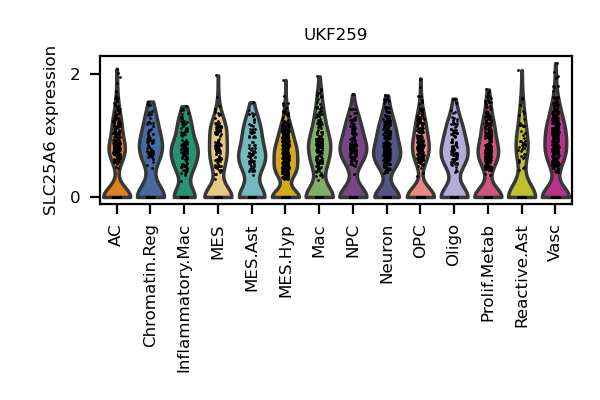 UKF259
SLC25A6 expression
2
0
AC
Chromatin.Reg
Inflammatory.Mac
MES
MES.Ast
MES.Hyp
Mac
NPC
Neuron
OPC
Oligo
Prolif.Metab
Reactive.Ast
Vasc